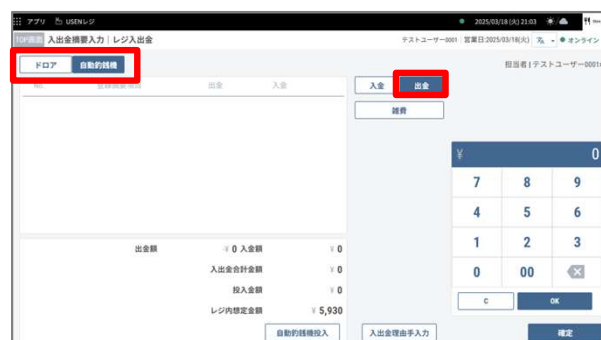 アプリ USENレジ 2025/03/18(火) 21:03
TOP画面 入出金摘要入力 | レジ入出金 テストユーザー0001 営業日:2025/03/18(火) オンライン
ドロア 自動釣銭機 担当者 | テストユーザー0001
No. 登録摘要項目 出金 入金
入金 出金
雑費
¥ 0
7 8 9
4 5 6
1 2 3
0 00
C OK
出金額 ¥ 0 入金額 ¥ 0
入出金合計金額 ¥ 0
投入金額 ¥ 0
レジ内想定金額 ¥ 5,930
自動釣銭機投入 入出金理由手入力 確定